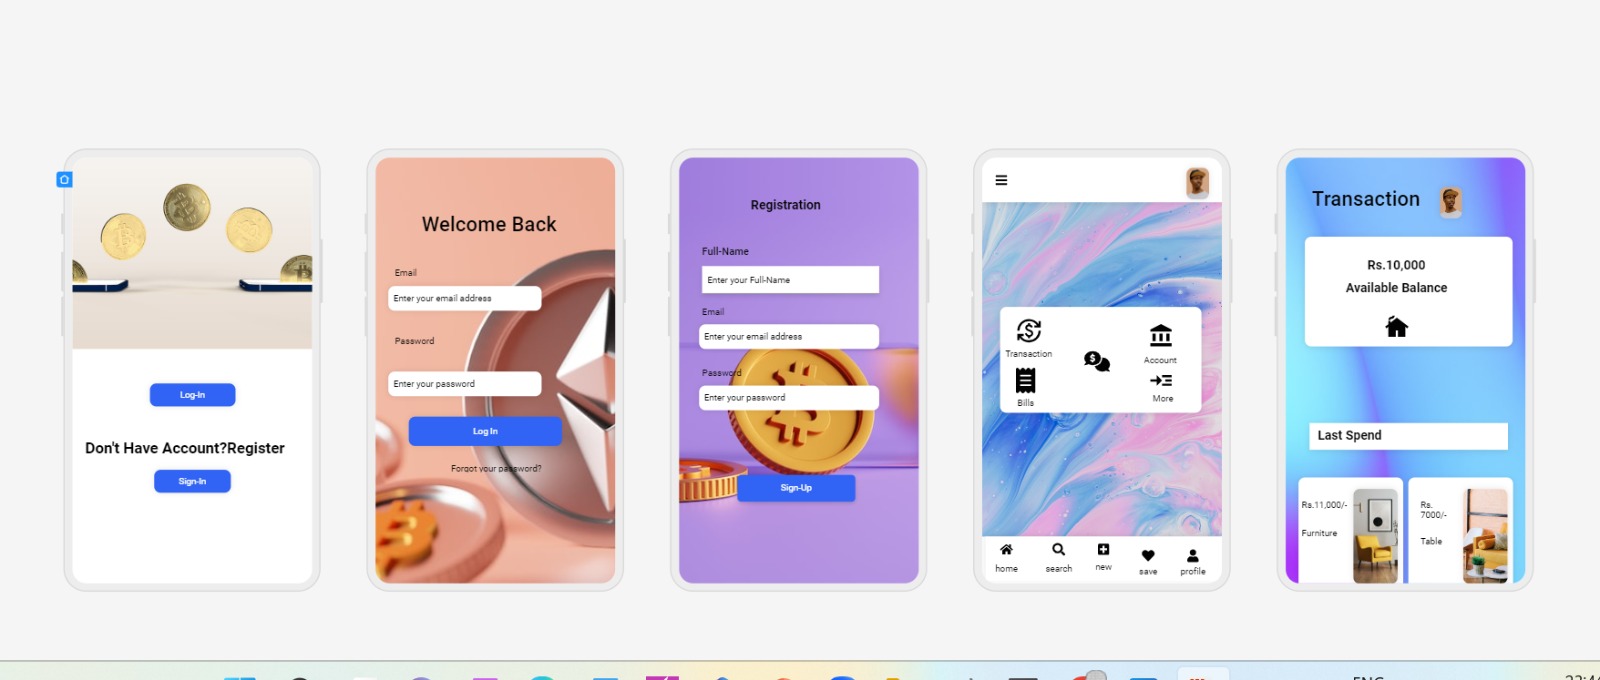 Log-In
Don't Have Account?Register
Sign-In
Welcome Back
Email
Enter your email address
Password
Enter your password
Log In
Forgot your password?
Registration
Full-Name
Enter your Full-Name
Email
Enter your email address
Password
Enter your password
Sign-Up
Transaction
Account
Bills
More
home
search
new
save
profile
Transaction
Rs.10,000
Available Balance
Last Spend
Rs.11,000/-
Furniture
Rs.
7000/-
Table